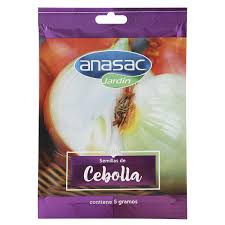 anasac
Jardín
Semillas de
Cebolla
contiene 5 gramos